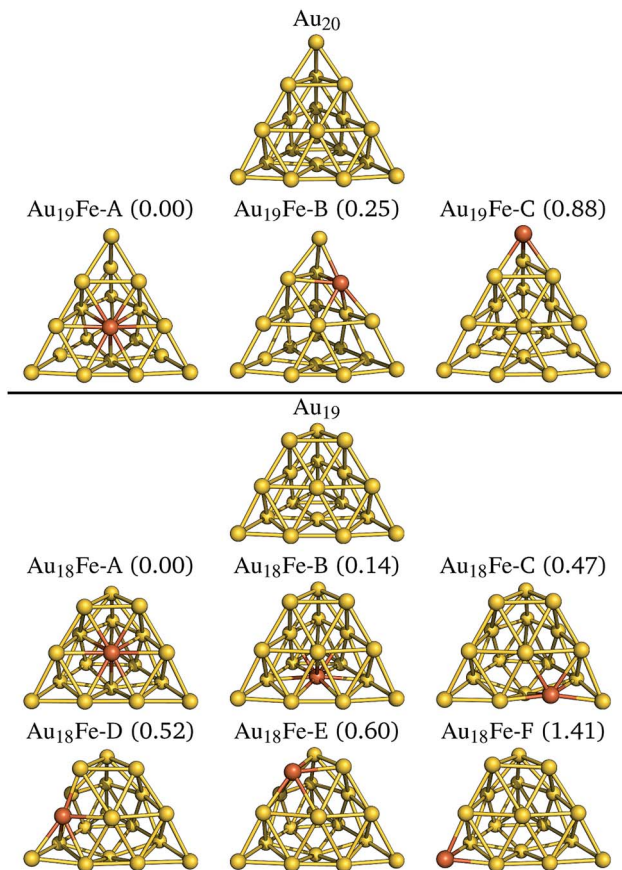 Au₂₀
Au₁₉Fe-A (0.00) Au₁₉Fe-B (0.25) Au₁₉Fe-C (0.88)
Au₁₉
Au₁₈Fe-A (0.00) Au₁₈Fe-B (0.14) Au₁₈Fe-C (0.47)
Au₁₈Fe-D (0.52) Au₁₈Fe-E (0.60) Au₁₈Fe-F (1.41)